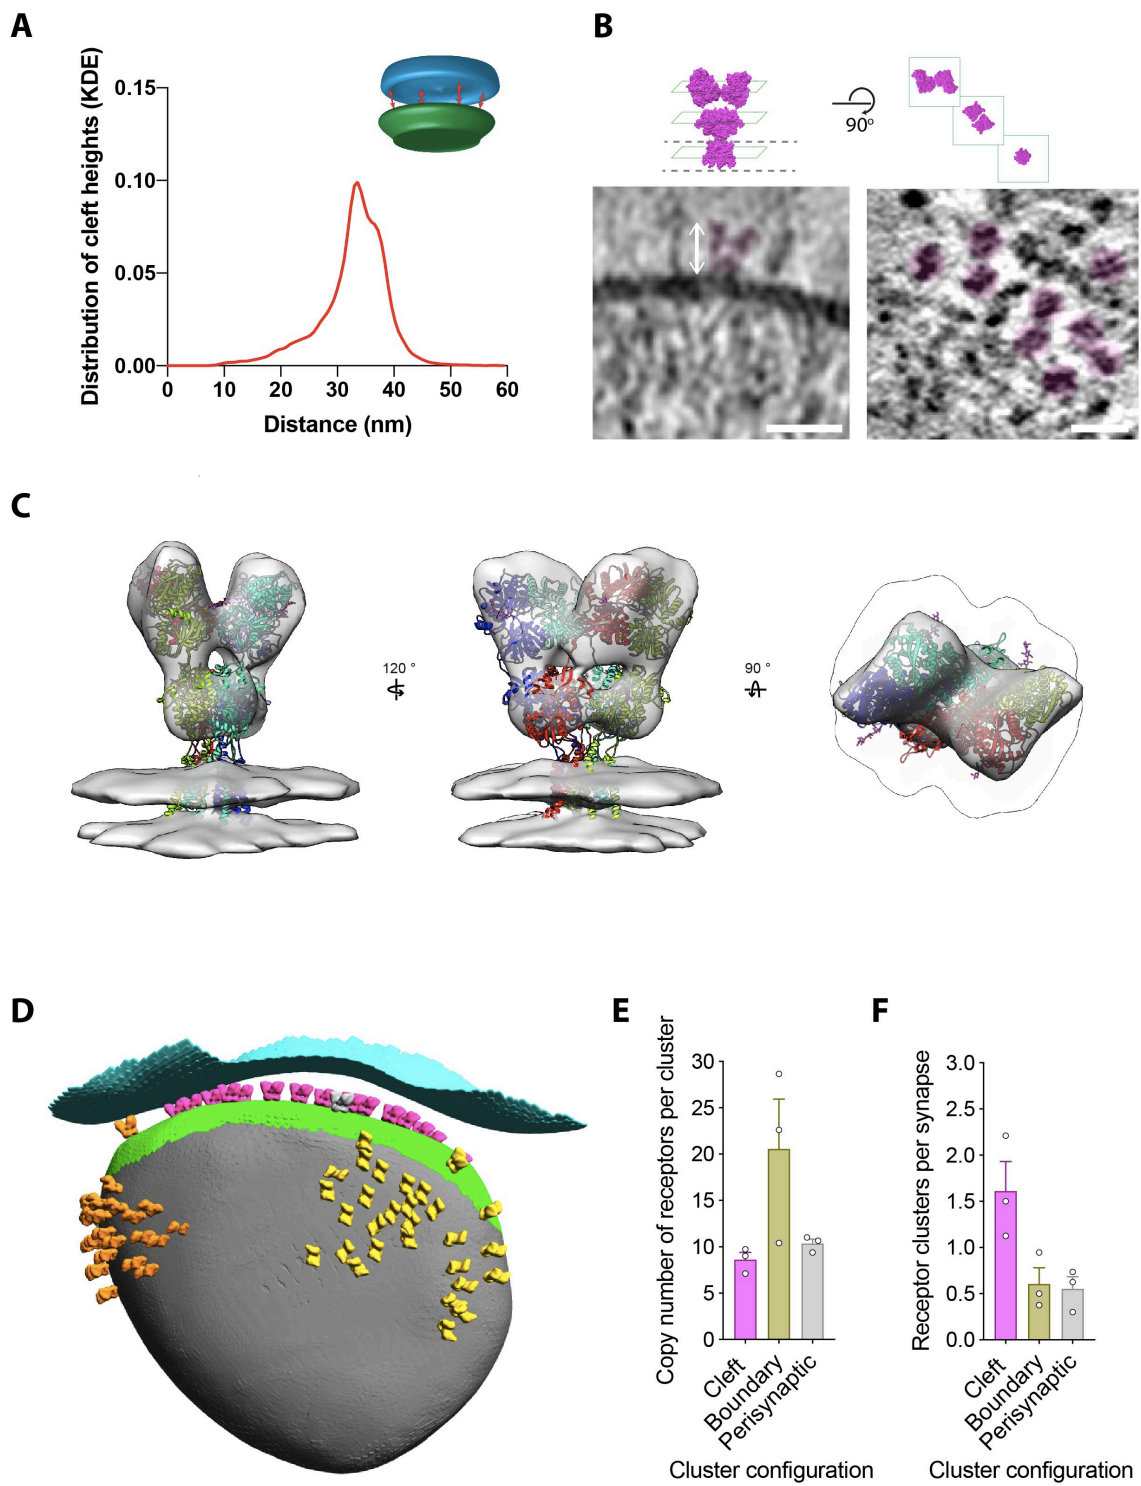 A
B
Distribution of cleft heights (KDE)
0.15
0.10
0.05
0.00
0
10
20
30
40
50
60
Distance (nm)
90º
C
120 °
90 °
D
E
F
Copy number of receptors per cluster
30
25
20
15
10
5
0
Cleft
Boundary
Perisynaptic
Cluster configuration
Receptor clusters per synapse
3.0
2.5
2.0
1.5
1.0
0.5
0.0
Cleft
Boundary
Perisynaptic
Cluster configuration